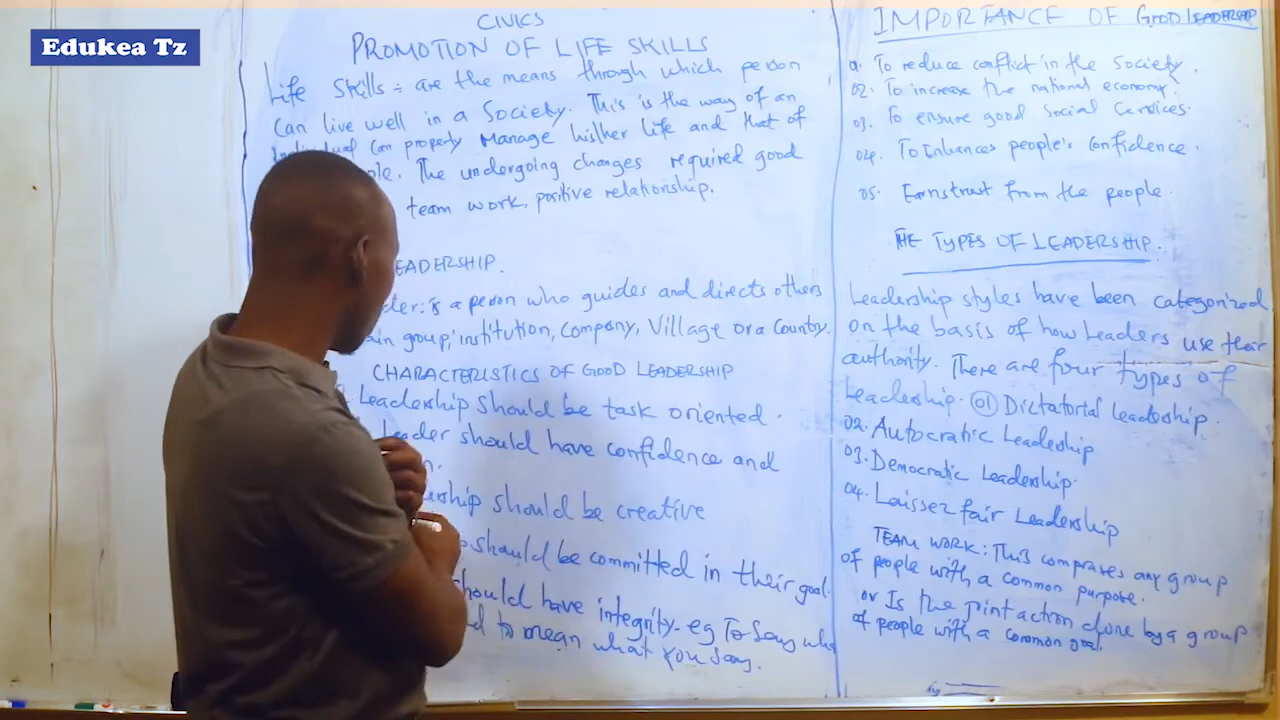 Edukea Tz
CIVICS
PROMOTION OF LIFE SKILLS
Life Skills ÷ are the means through which person
Can live well in a Society. This is the way of an
Individual Can properly Manage his/her life and that of
The undergoing changes required good
team work, positive relationship.
EADERSHIP.
der: is a person who guides and directs others
in group, institution, Company, Village or a Country.
CHARACTERISTICS OF GOOD LEADERSHIP
Leadership should be task oriented.
Leader should have confidence and
ership should be creative
should be committed in their goal.
should have integrity. eg To Say wha
d to mean what You Say.
IMPORTANCE OF GOOD LEADERSHIP
01. To reduce conflict in the Society.
02. To increase the national economy.
03. To ensure good Social Services.
04. To Enhances people's Confidence.
05. Earnstrust From the people
THE TYPES OF LEADERSHIP.
Leadership styles have been categorized
on the basis of how Leaders use their
authority. There are four types of
Leadership. 01 Dictatorial leadership.
02. Autocratic Leadeship
03. Democratic Leadership.
04. Laissez fair Leadership
TEAM WORK: This comprises any group
of people with a common purpose.
or Is the joint action done by a group
of people with a common goal.